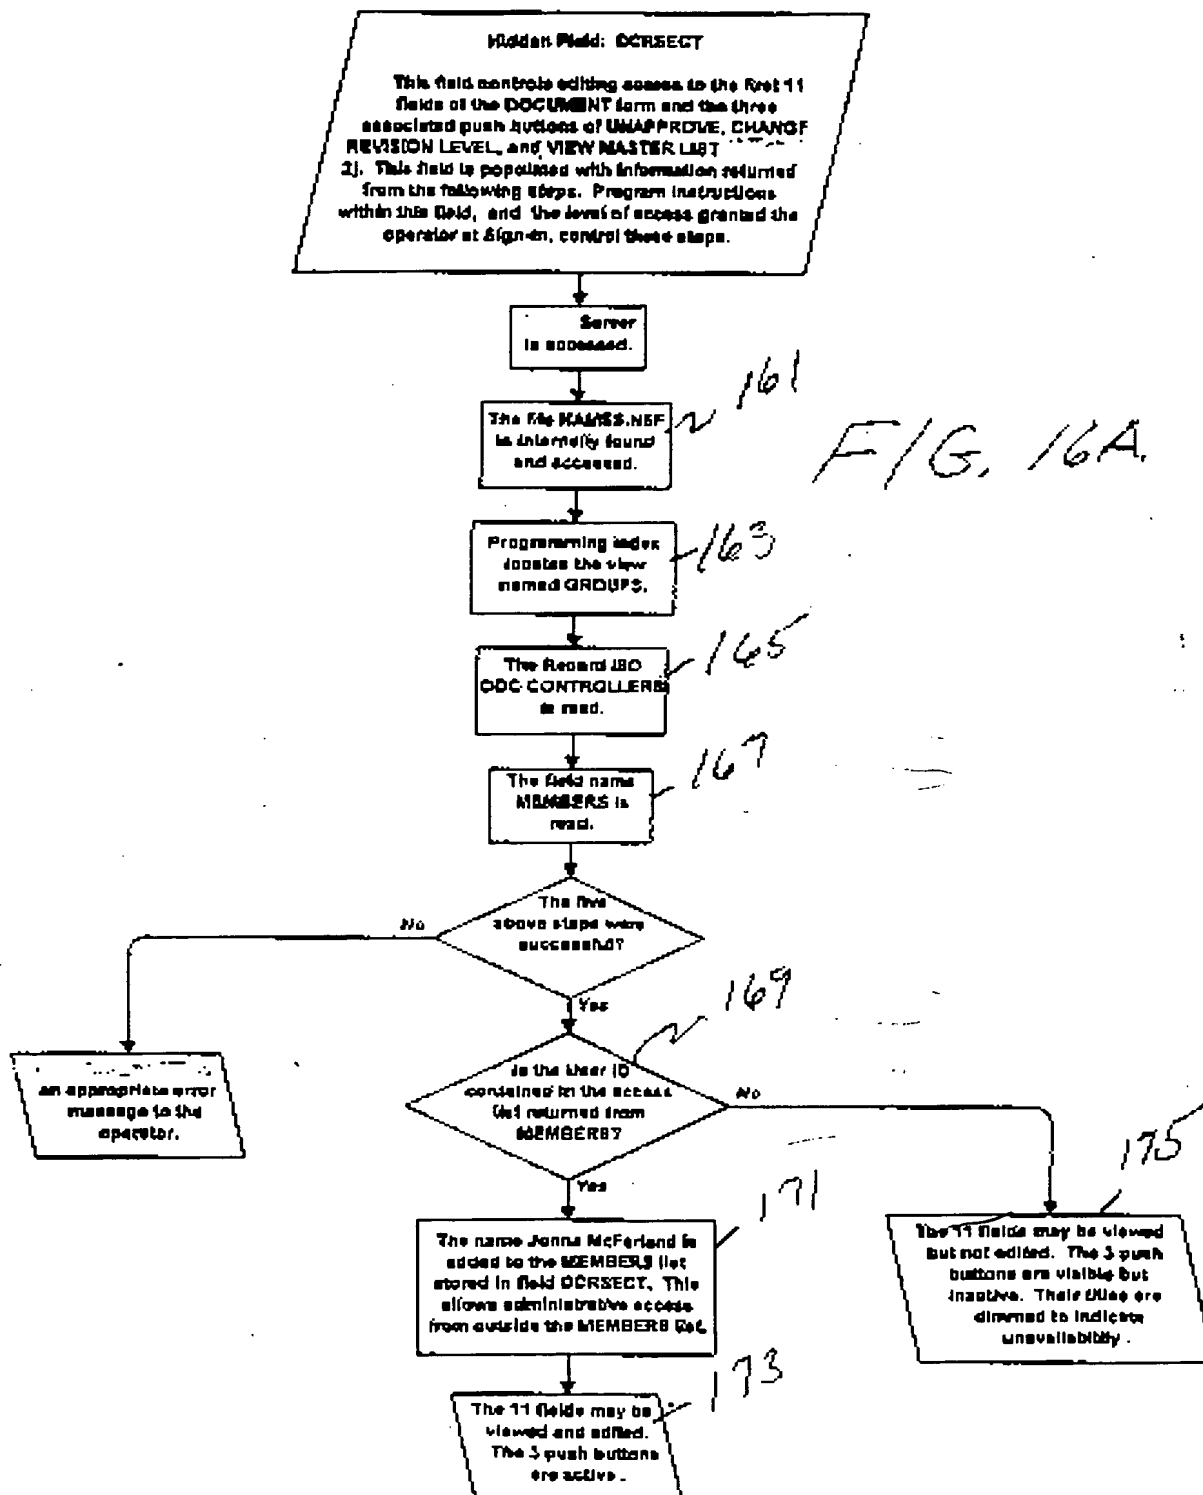 Hidden Field: DCRSECT
This field controls editing access to the first 11
fields of the DOCUMENT form and the three
associated push buttons of UNAPPROVE, CHANGE
REVISION LEVEL, and VIEW MASTER LIST
2). This field is populated with information returned
from the following steps. Program instructions
within this field, and the level of access granted the
operator at Sign-in, control these steps.
Server
is accessed.
161
The file NAMES.NSF
is internally found
and accessed.
FIG. 16A.
Programming index
locates the view
named GROUPS.
163
The Record ISO
DDC-CONTROLLERS
is read.
165
The field name
MEMBERS is
read.
167
The five
above steps were
successful?
No
Yes
169
an appropriate error
message to the
operator.
Is the User ID
contained in the access
list returned from
MEMBERS?
No
Yes
175
171
The name Jonna McFarland is
added to the MEMBERS list
stored in field DCRSECT. This
allows administrative access
from outside the MEMBERS list.
The 11 fields may be viewed
but not edited. The 3 push
buttons are visible but
inactive. Their titles are
dimmed to indicate
unavailability.
173
The 11 fields may be
viewed and edited.
The 3 push buttons
are active.